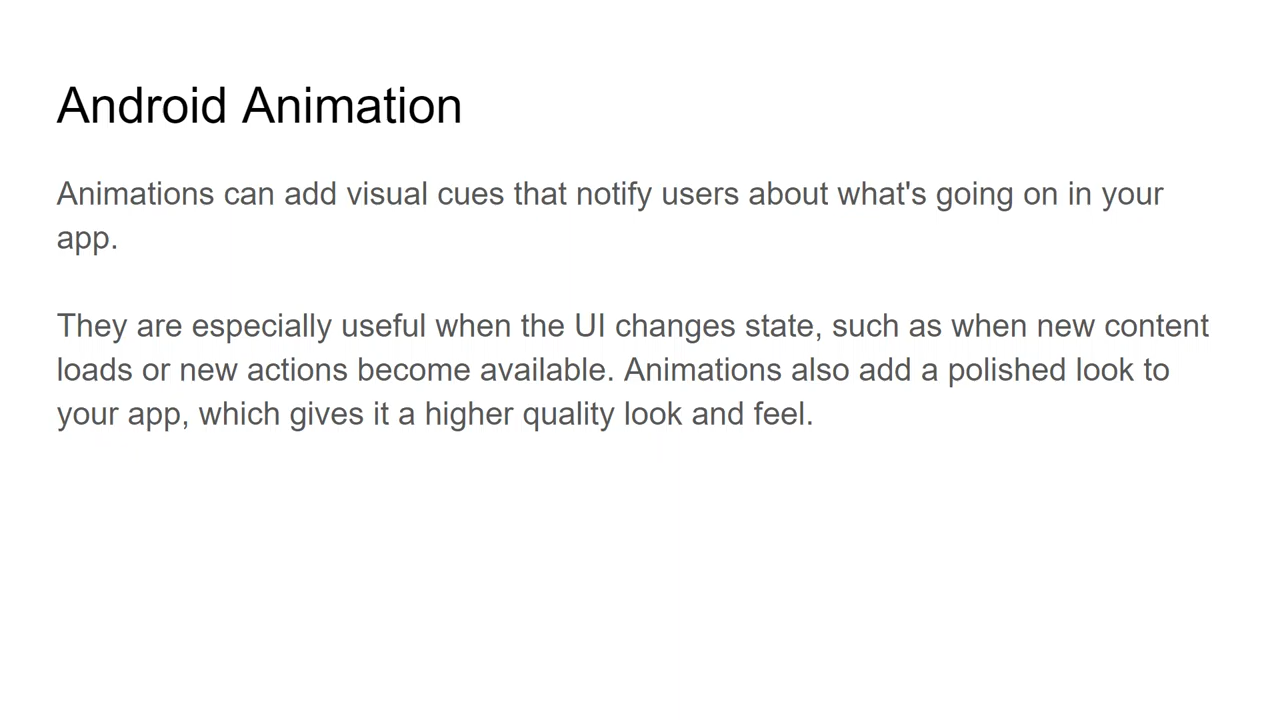 Android Animation
Animations can add visual cues that notify users about what's going on in your
app.
They are especially useful when the UI changes state, such as when new content
loads or new actions become available. Animations also add a polished look to
your app, which gives it a higher quality look and feel.